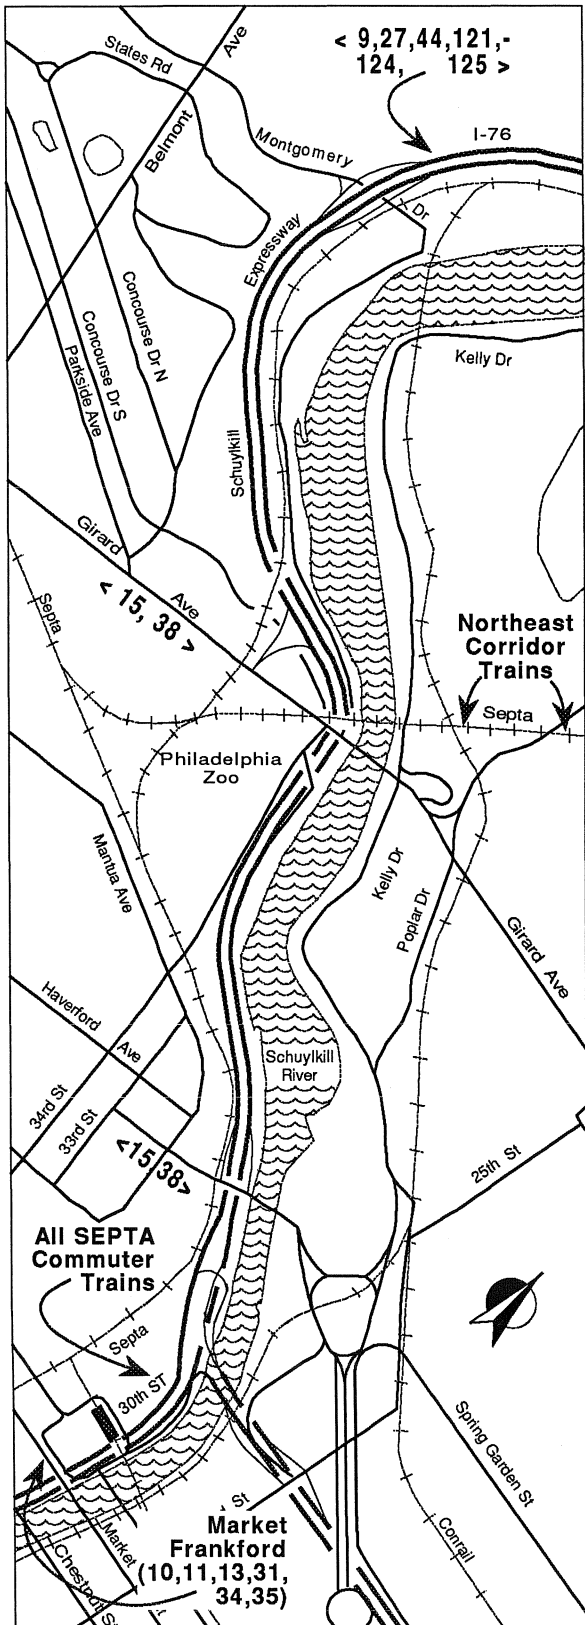 < 9,27,44,121,-
124, 125 >
States Rd
Ave
Belmont
Montgomery
Dr
I-76
Expressway
Schuylkill
Concourse Dr N
Concourse Dr S
Parkside Ave
Kelly Dr
Girard
Ave
< 15, 38 >
Septa
Northeast
Corridor
Trains
Septa
Philadelphia
Zoo
Mantua Ave
Kelly Dr
Poplar Dr
Girard Ave
Haverford
Ave
Schuylkill
River
34rd St
33rd St
<15,38>
25th St
All SEPTA
Commuter
Trains
Septa
30th ST
Spring Garden St
Conrail
St
Market
Frankford
(10,11,13,31,
34,35)
Market
Chestnut St